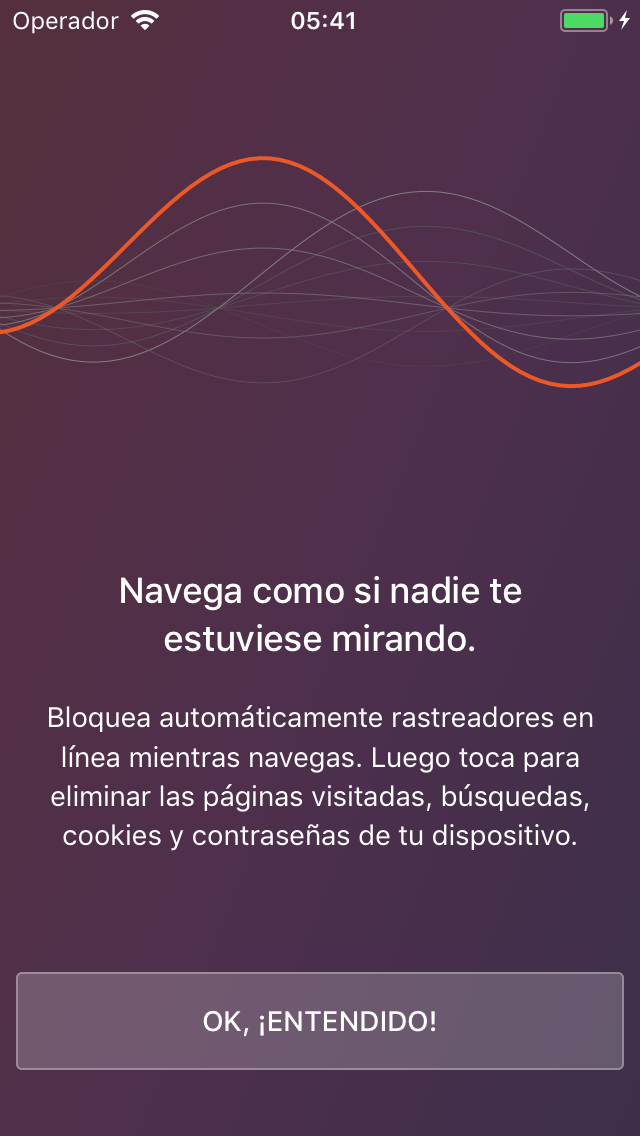 Operador
05:41
Navega como si nadie te
estuviese mirando.
Bloquea automáticamente rastreadores en
línea mientras navegas. Luego toca para
eliminar las páginas visitadas, búsquedas,
cookies y contraseñas de tu dispositivo.
OK, ¡ENTENDIDO!